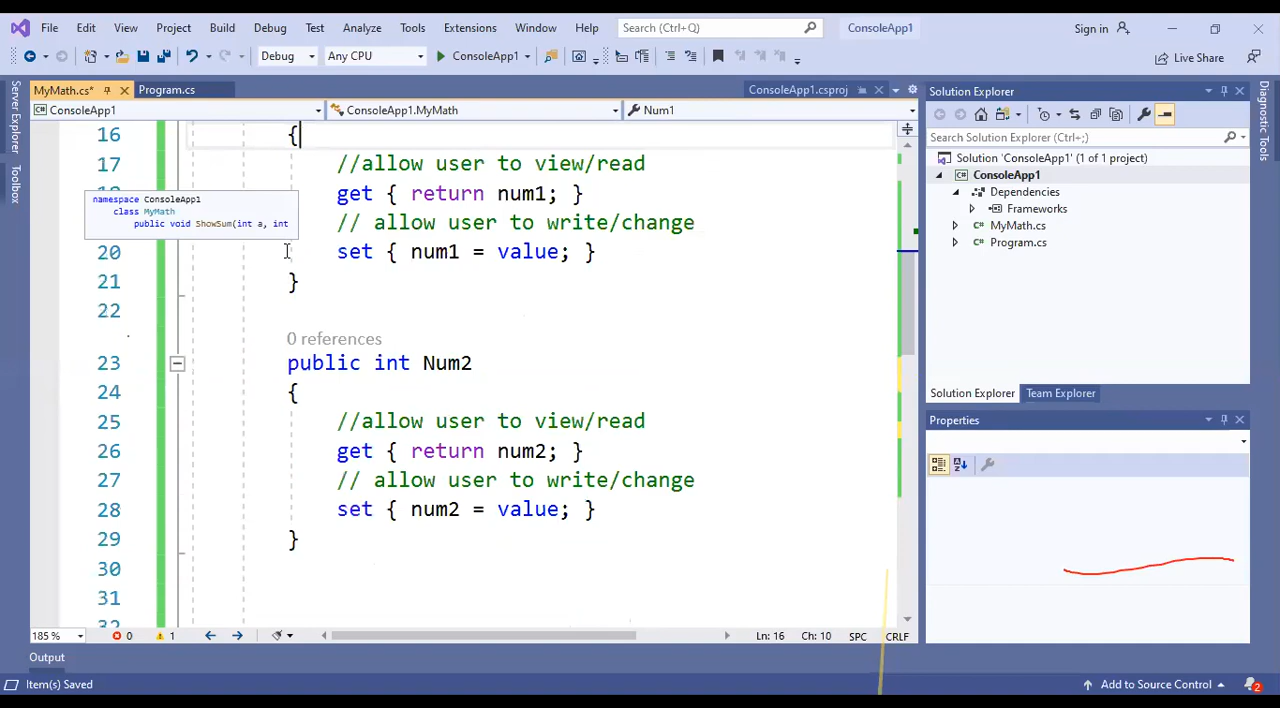 File Edit View Project Build Debug Test Analyze Tools Extensions Window Help Search (Ctrl+Q) ConsoleApp1 Sign in
Debug Any CPU ConsoleApp1 Live Share
MyMath.cs* Program.cs ConsoleApp1.csproj
ConsoleApp1 ConsoleApp1.MyMath Num1
Server Explorer
Toolbox
16 {
17 //allow user to view/read
get { return num1; }
// allow user to write/change
20 set { num1 = value; }
21 }
22
0 references
23 public int Num2
24 {
25 //allow user to view/read
26 get { return num2; }
27 // allow user to write/change
28 set { num2 = value; }
29 }
30
31
namespace ConsoleApp1
class MyMath
public void ShowSum(int a, int
185 % 0 1 Ln: 16 Ch: 10 SPC CRLF
Output
Item(s) Saved
Solution Explorer
Search Solution Explorer (Ctrl+;)
Solution 'ConsoleApp1' (1 of 1 project)
ConsoleApp1
Dependencies
Frameworks
MyMath.cs
Program.cs
Solution Explorer Team Explorer
Properties
Diagnostic Tools
Add to Source Control 2